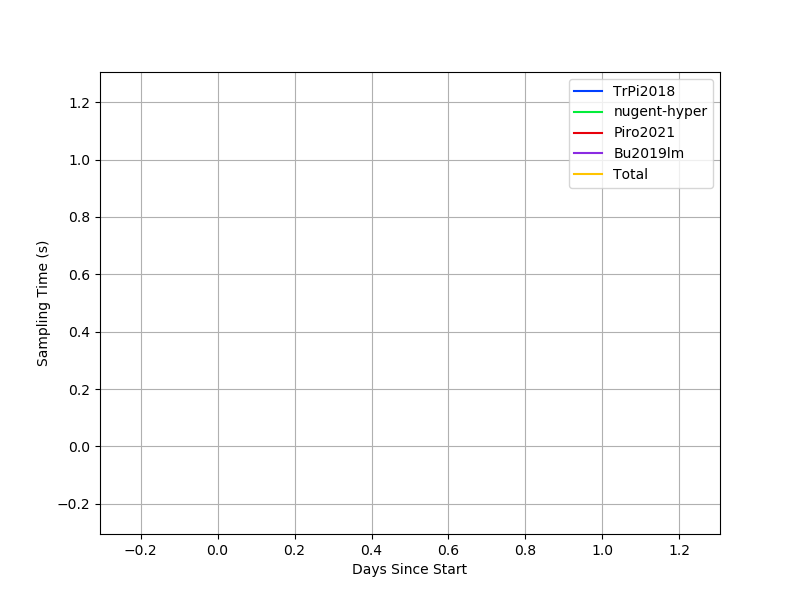 TrPi2018
nugent-hyper
Piro2021
Bu2019lm
Total
1.2
1.0
0.8
0.6
0.4
0.2
0.0
−0.2
Sampling Time (s)
−0.2 0.0 0.2 0.4 0.6 0.8 1.0 1.2
Days Since Start